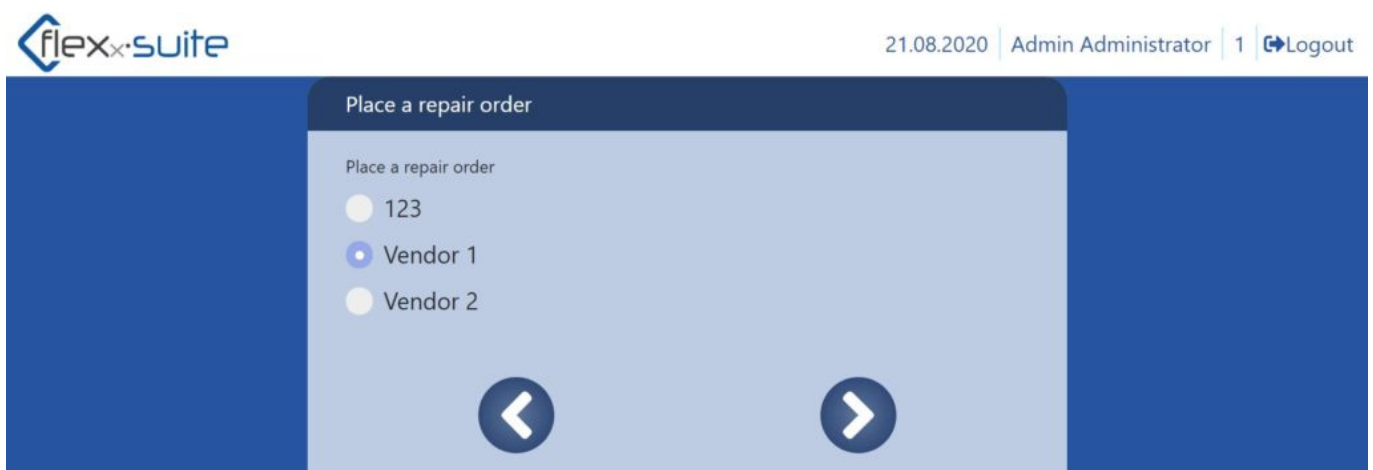 flexx·suite
21.08.2020 Admin Administrator 1 Logout
Place a repair order
Place a repair order
123
Vendor 1
Vendor 2